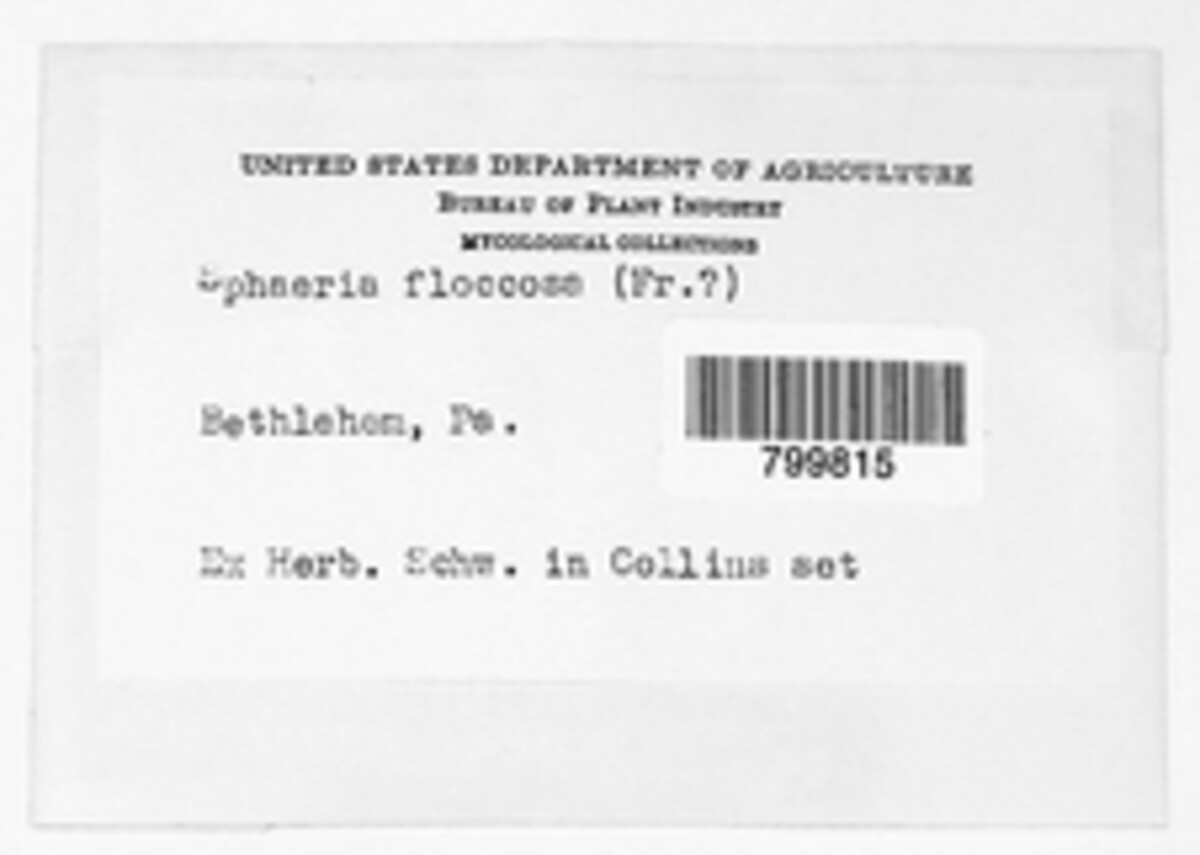 UNITED STATES DEPARTMENT OF AGRICULTURE
BUREAU OF PLANT INDUSTRY
MYCOLOGICAL COLLECTIONS
Sphaeria floccosa (Fr.?)
Bethlehem, Pa.
799815
Ex Herb. Schw. in Collins set